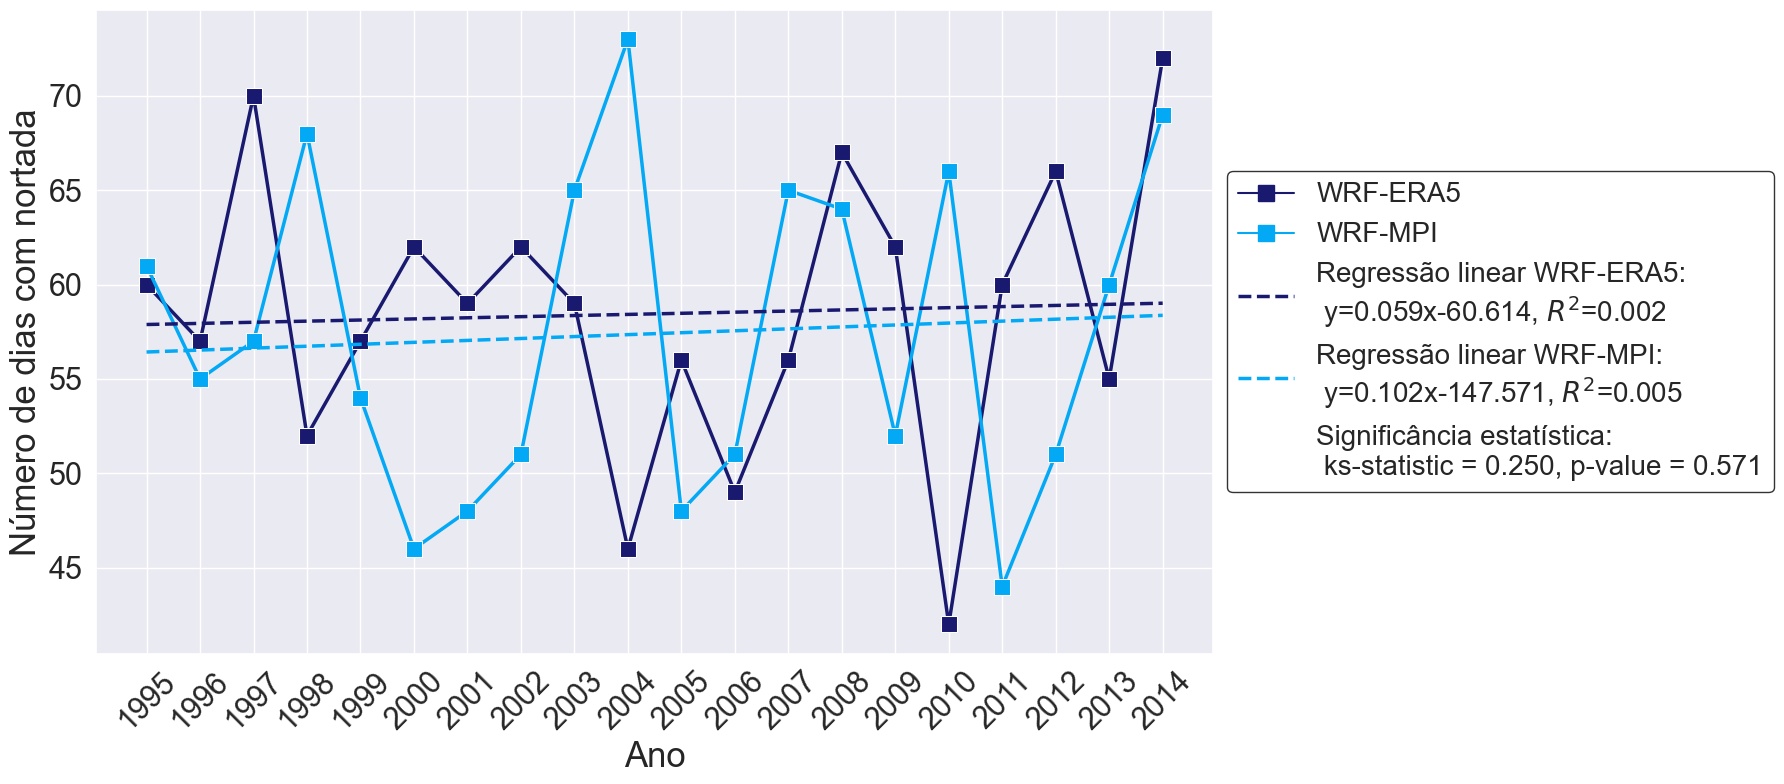 Número de dias com nortada
70
65
60
55
50
45
1995
1996
1997
1998
1999
2000
2001
2002
2003
2004
2005
2006
2007
2008
2009
2010
2011
2012
2013
2014
Ano
WRF-ERA5
WRF-MPI
Regressão linear WRF-ERA5:
y=0.059x-60.614, R²=0.002
Regressão linear WRF-MPI:
y=0.102x-147.571, R²=0.005
Significância estatística:
ks-statistic = 0.250, p-value = 0.571